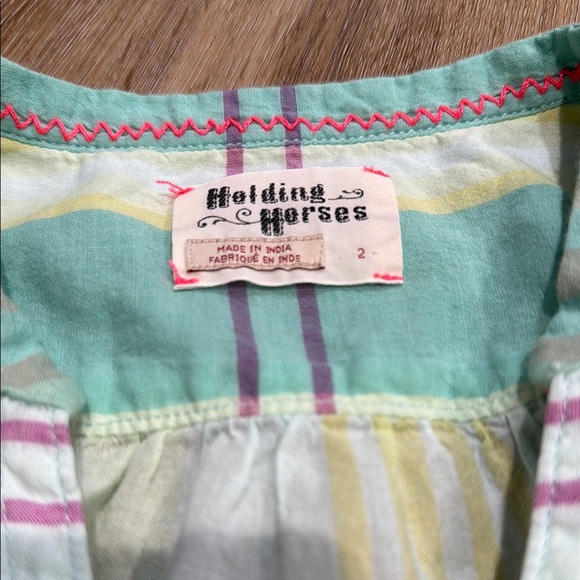 Holding
Horses
MADE IN INDIA
FABRIQUÉ EN INDE
2